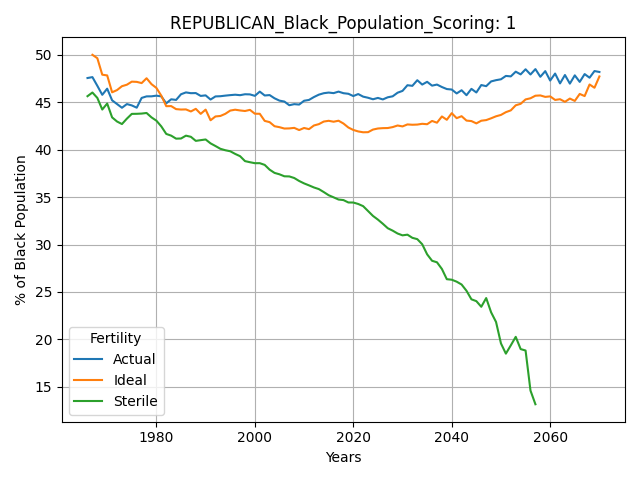 REPUBLICAN_Black_Population_Scoring: 1
% of Black Population
50
45
40
35
30
25
20
15
Fertility
Actual
Ideal
Sterile
1980 2000 2020 2040 2060
Years